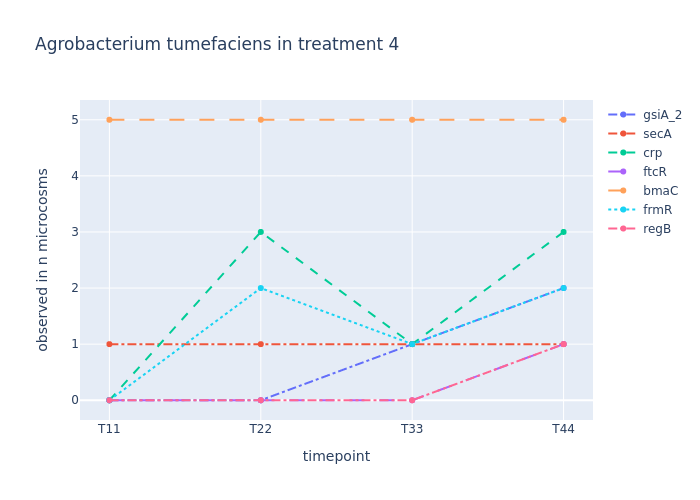 Agrobacterium tumefaciens in treatment 4
observed in n microcosms
5
4
3
2
1
0
T11
T22
T33
T44
timepoint
gsiA_2
secA
crp
ftcR
bmaC
frmR
regB